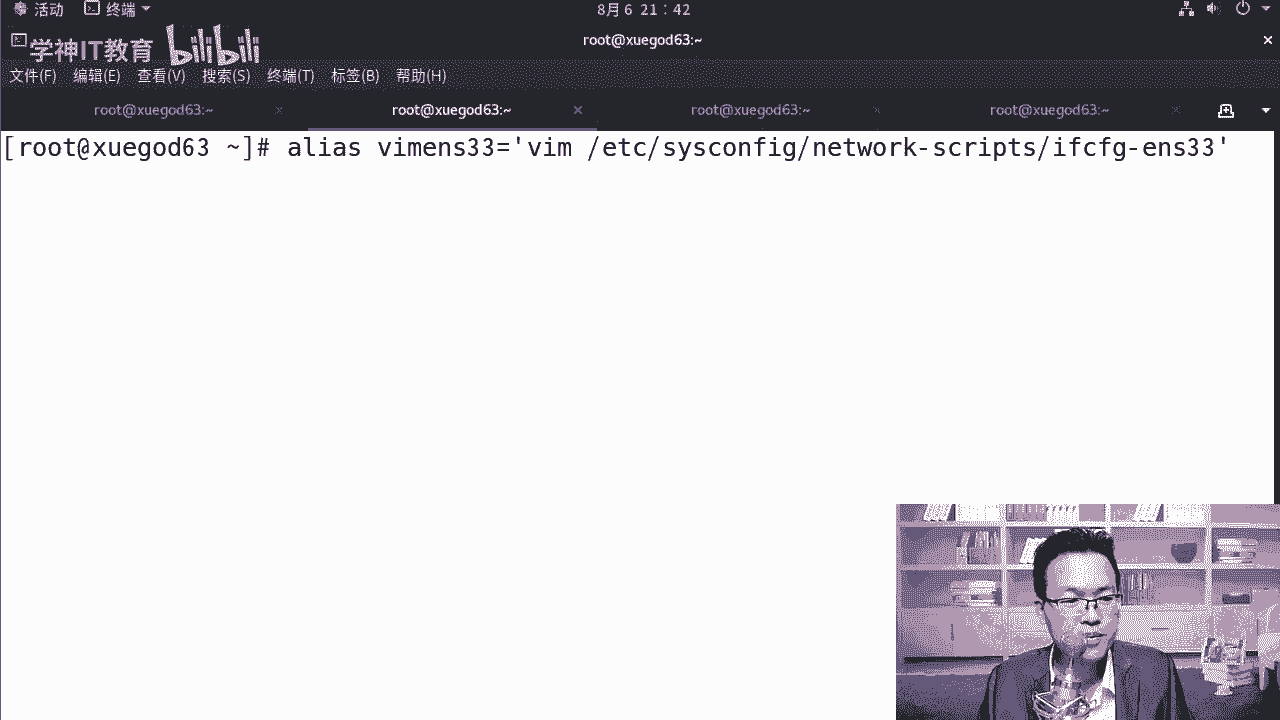 活动 终端 8月6 21：42
学神IT教育 bilibili
root@xuegod63:~
文件(F) 编辑(E) 查看(V) 搜索(S) 终端(T) 标签(B) 帮助(H)
root@xuegod63:~ root@xuegod63:~ root@xuegod63:~ root@xuegod63:~
[root@xuegod63 ~]# alias vimens33='vim /etc/sysconfig/network-scripts/ifcfg-ens33'